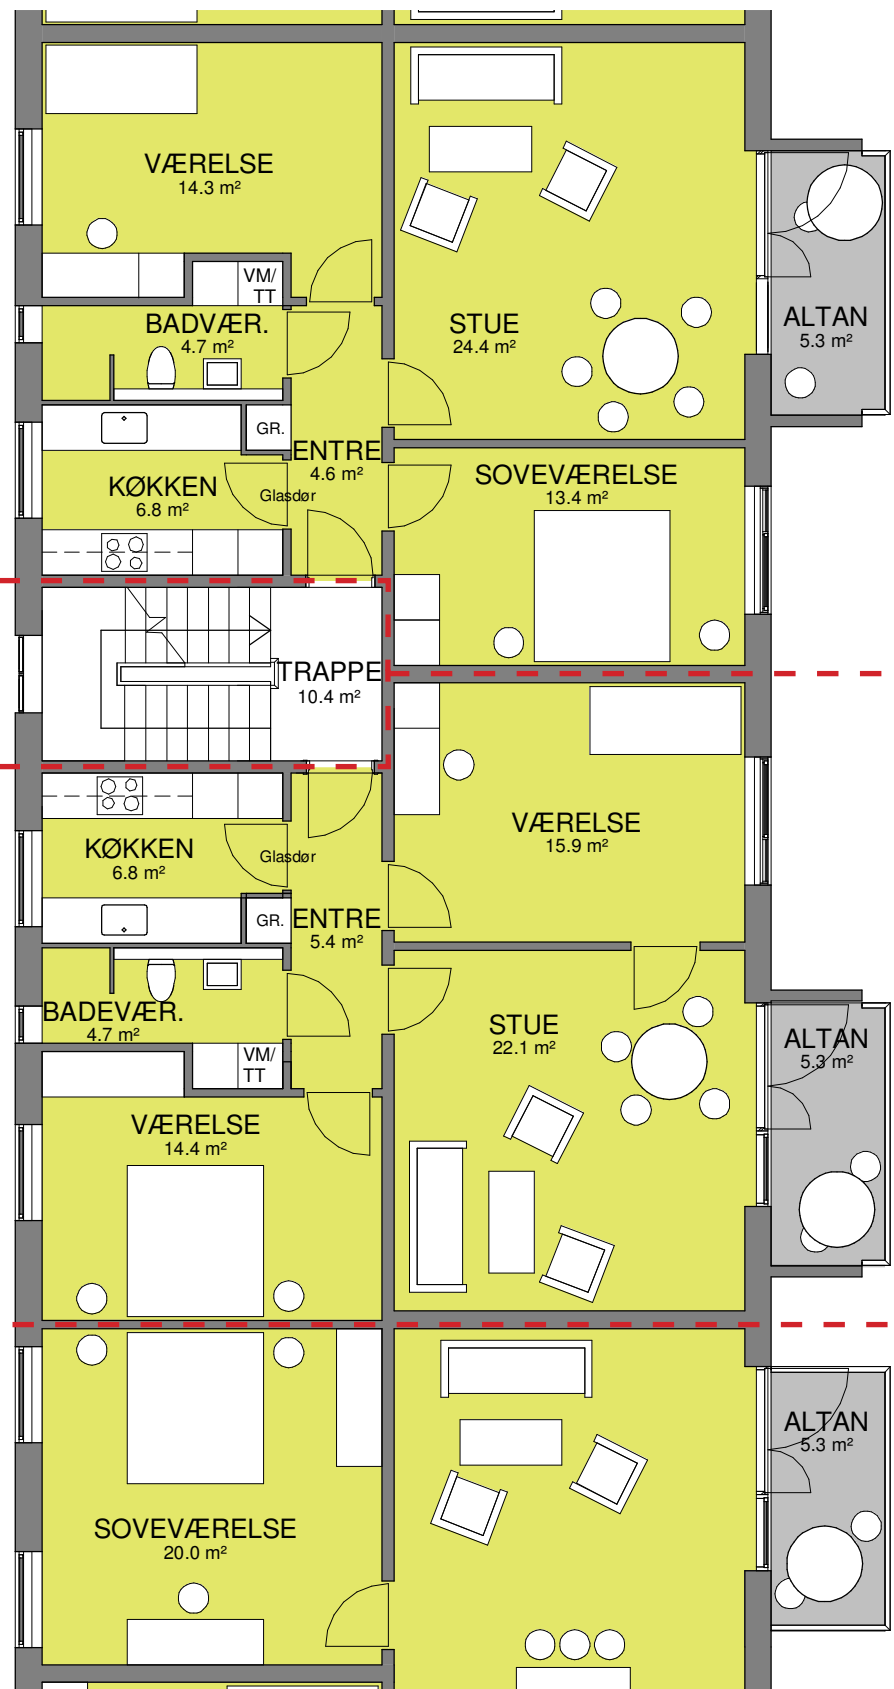 VÆRELSE
14.3 m²
VM/
TT
BADVÆR.
4.7 m²
STUE
24.4 m²
ALTAN
5.3 m²
GR.
ENTRE
4.6 m²
KØKKEN
6.8 m²
Glasdør
SOVEVÆRELSE
13.4 m²
TRAPPE
10.4 m²
VÆRELSE
15.9 m²
KØKKEN
6.8 m²
Glasdør
GR.
ENTRE
5.4 m²
BADEVÆR.
4.7 m²
VM/
TT
STUE
22.1 m²
ALTAN
5.3 m²
VÆRELSE
14.4 m²
ALTAN
5.3 m²
SOVEVÆRELSE
20.0 m²